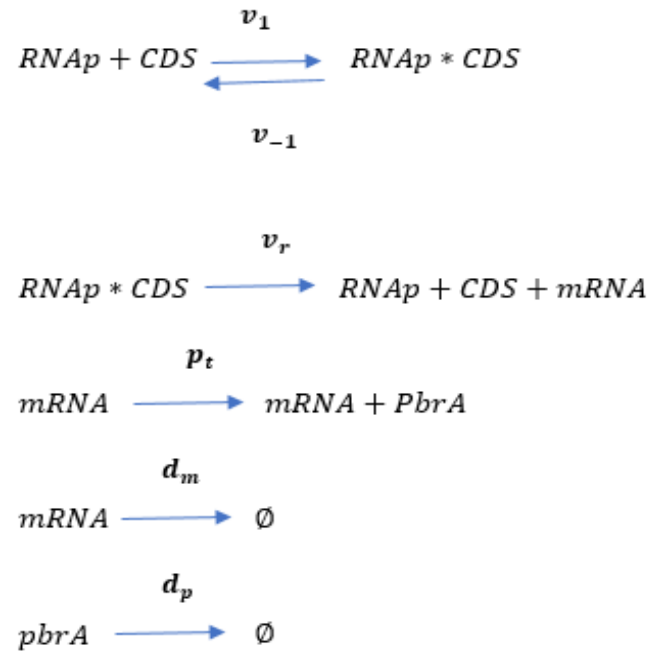 v₁
RNAp + CDS ⟶ RNAp * CDS
⟵
v₋₁
vᵣ
RNAp * CDS ⟶ RNAp + CDS + mRNA
pₜ
mRNA ⟶ mRNA + PbrA
dₘ
mRNA ⟶ ∅
dₚ
pbrA ⟶ ∅